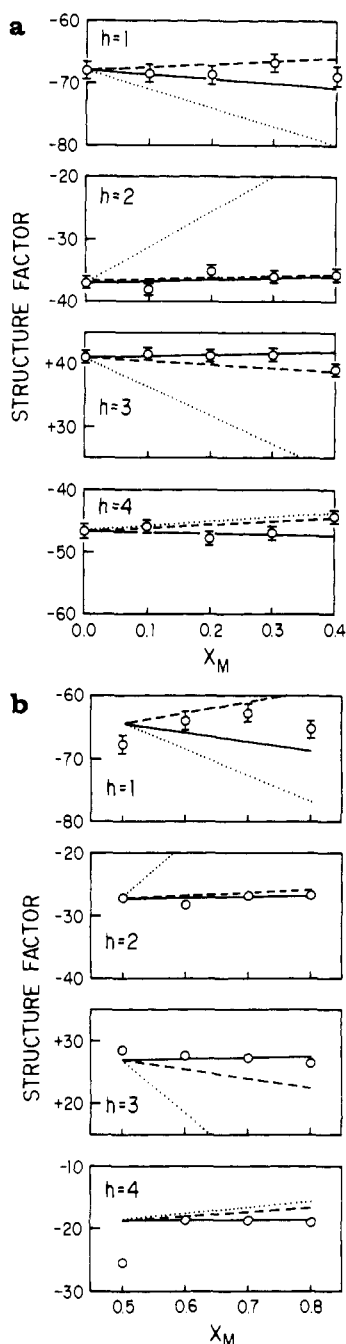 a
h=1
-60
-70
-80
-20
h=2
-30
-40
+40
+30
h=3
-40
h=4
-50
-60
0.0 0.1 0.2 0.3 0.4
X_M
STRUCTURE FACTOR
b
-60
-70
-80
h=1
-20
-30
h=2
-40
+30
+20
h=3
-10
h=4
-20
-30
0.5 0.6 0.7 0.8
X_M
STRUCTURE FACTOR